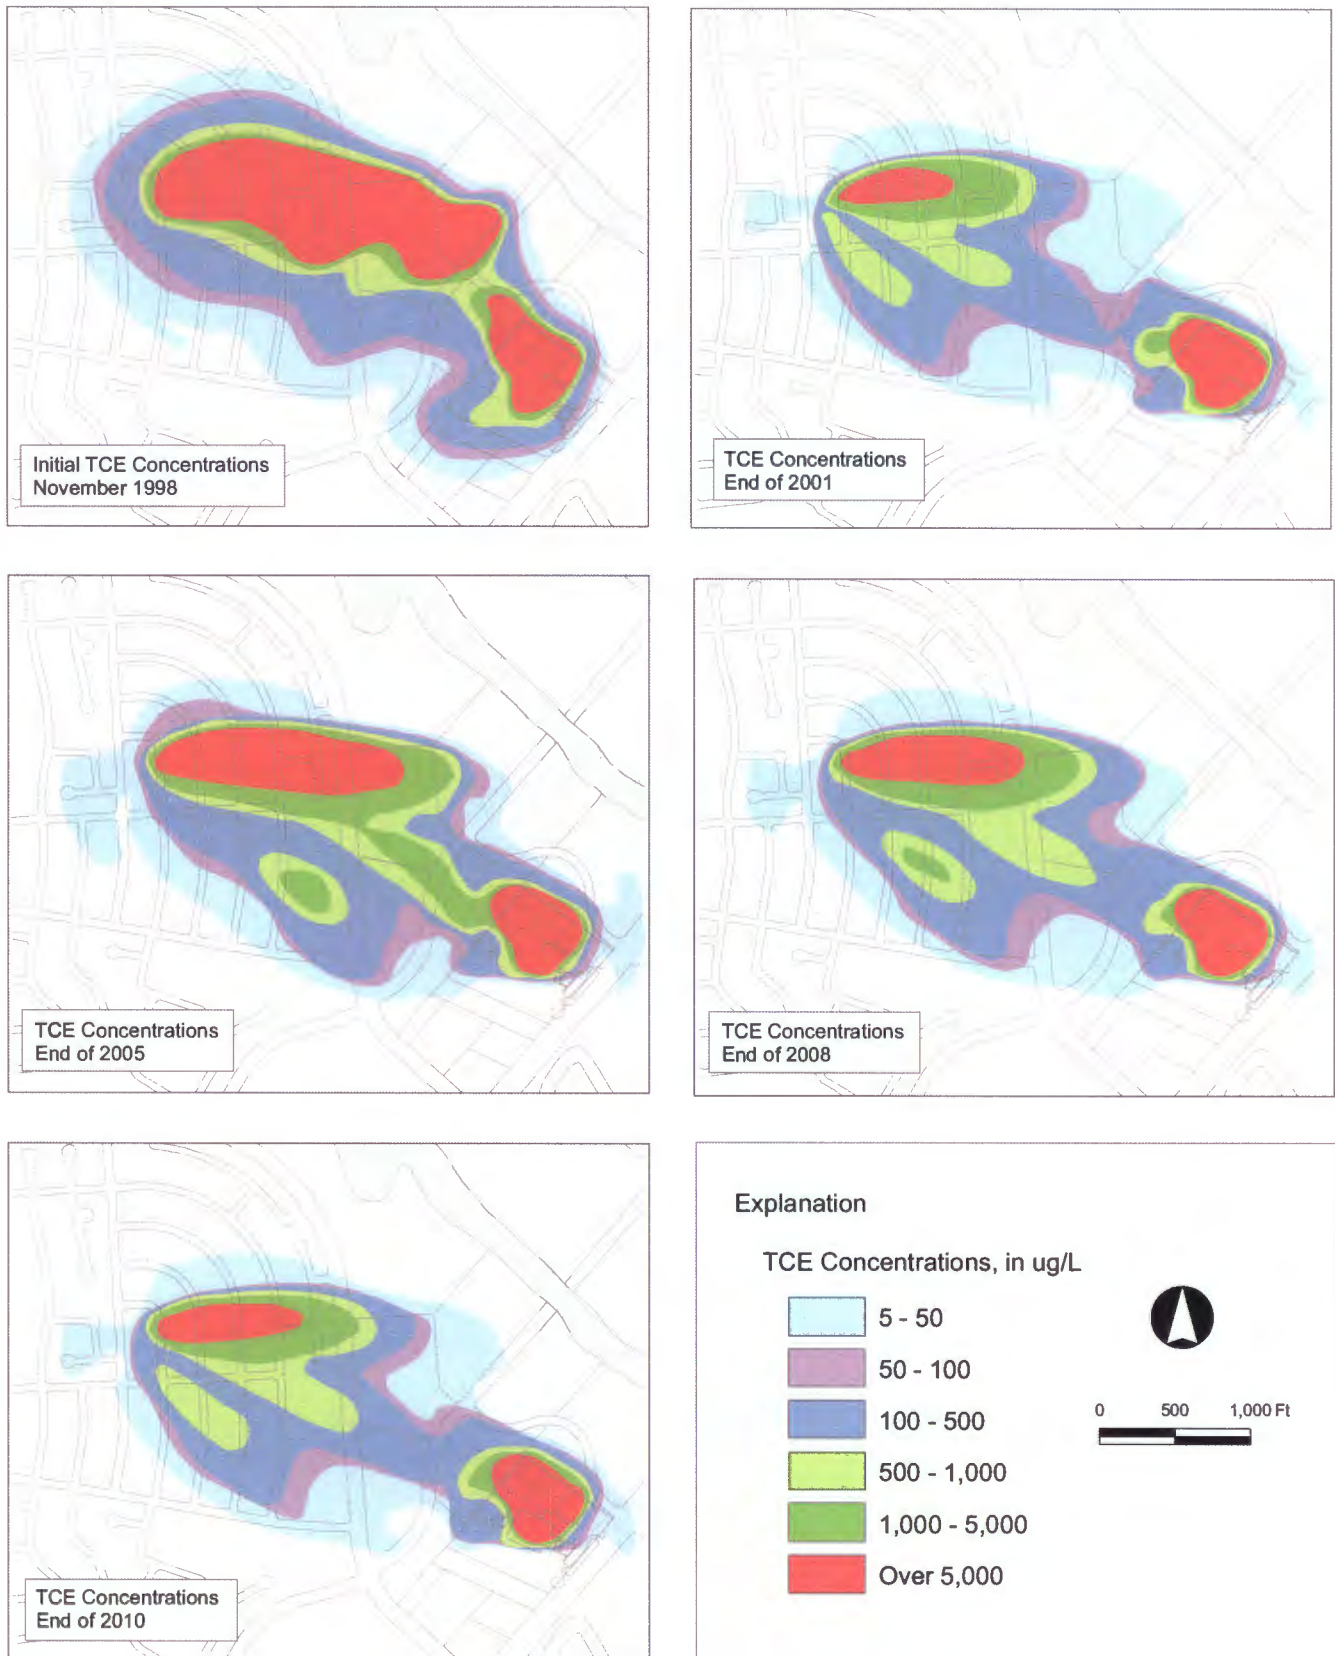 Initial TCE Concentrations
November 1998
TCE Concentrations
End of 2001
TCE Concentrations
End of 2005
TCE Concentrations
End of 2008
TCE Concentrations
End of 2010
Explanation
TCE Concentrations, in ug/L
5 - 50
50 - 100
100 - 500
500 - 1,000
1,000 - 5,000
Over 5,000
0 500 1,000 Ft